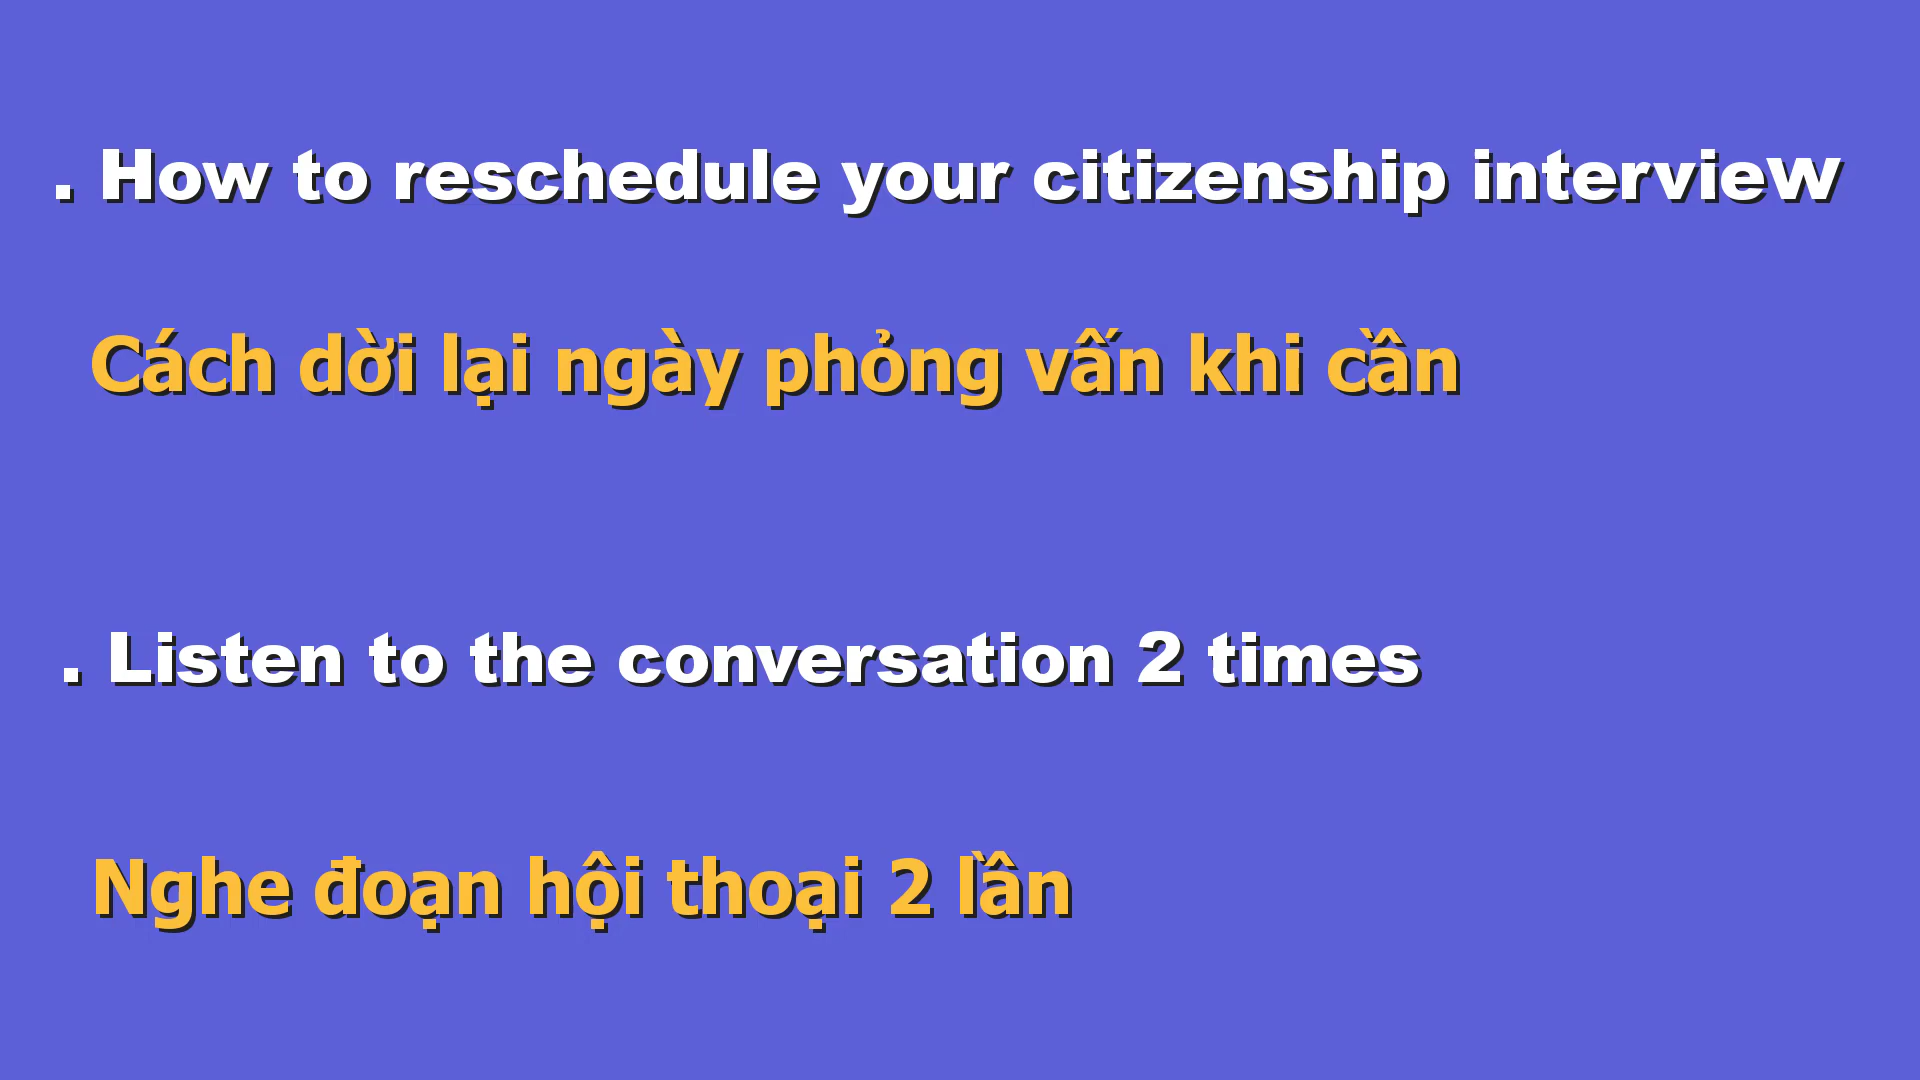 . How to reschedule your citizenship interview
Cách dời lại ngày phỏng vấn khi cần
. Listen to the conversation 2 times
Nghe đoạn hội thoại 2 lần